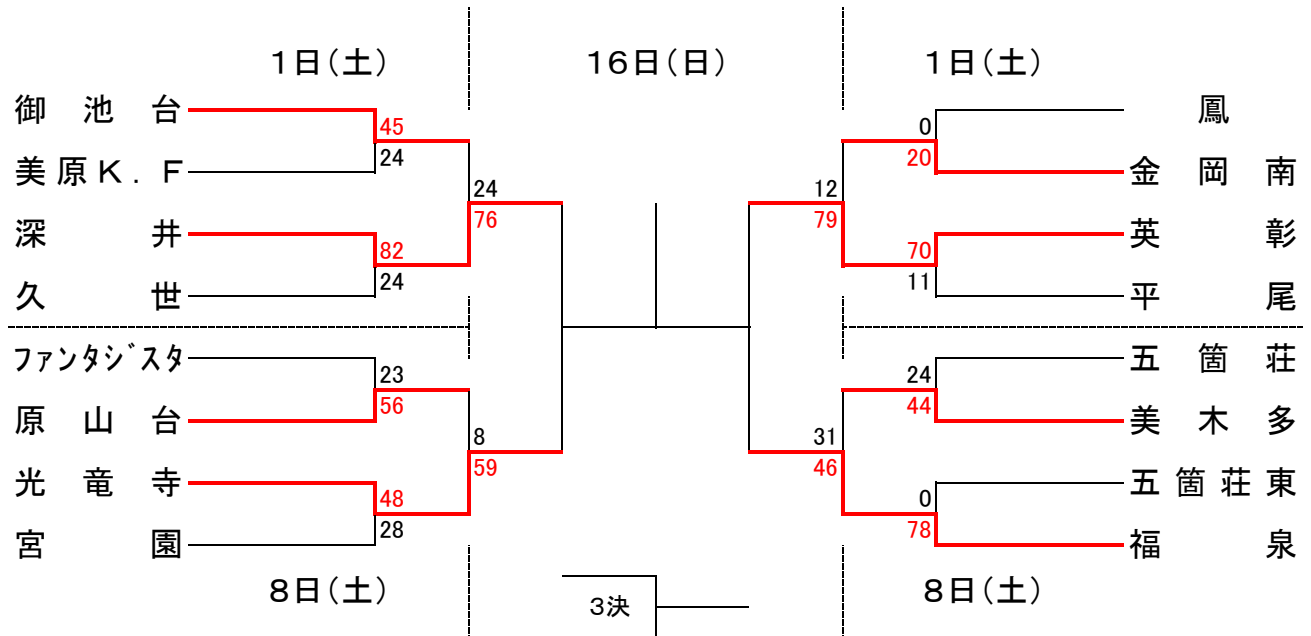 1日(土) 16日(日) 1日(土)
御池台 45 0 鳳
美原K.F 24 20 金岡南
24 12
深井 76 79 英彰
82 70
久世 24 11 平尾
ファンタジスタ 23 24 五箇荘
原山台 56 44 美木多
8 31
光竜寺 59 46 五箇荘東
48 0
宮園 28 78 福泉
8日(土) 3決 8日(土)